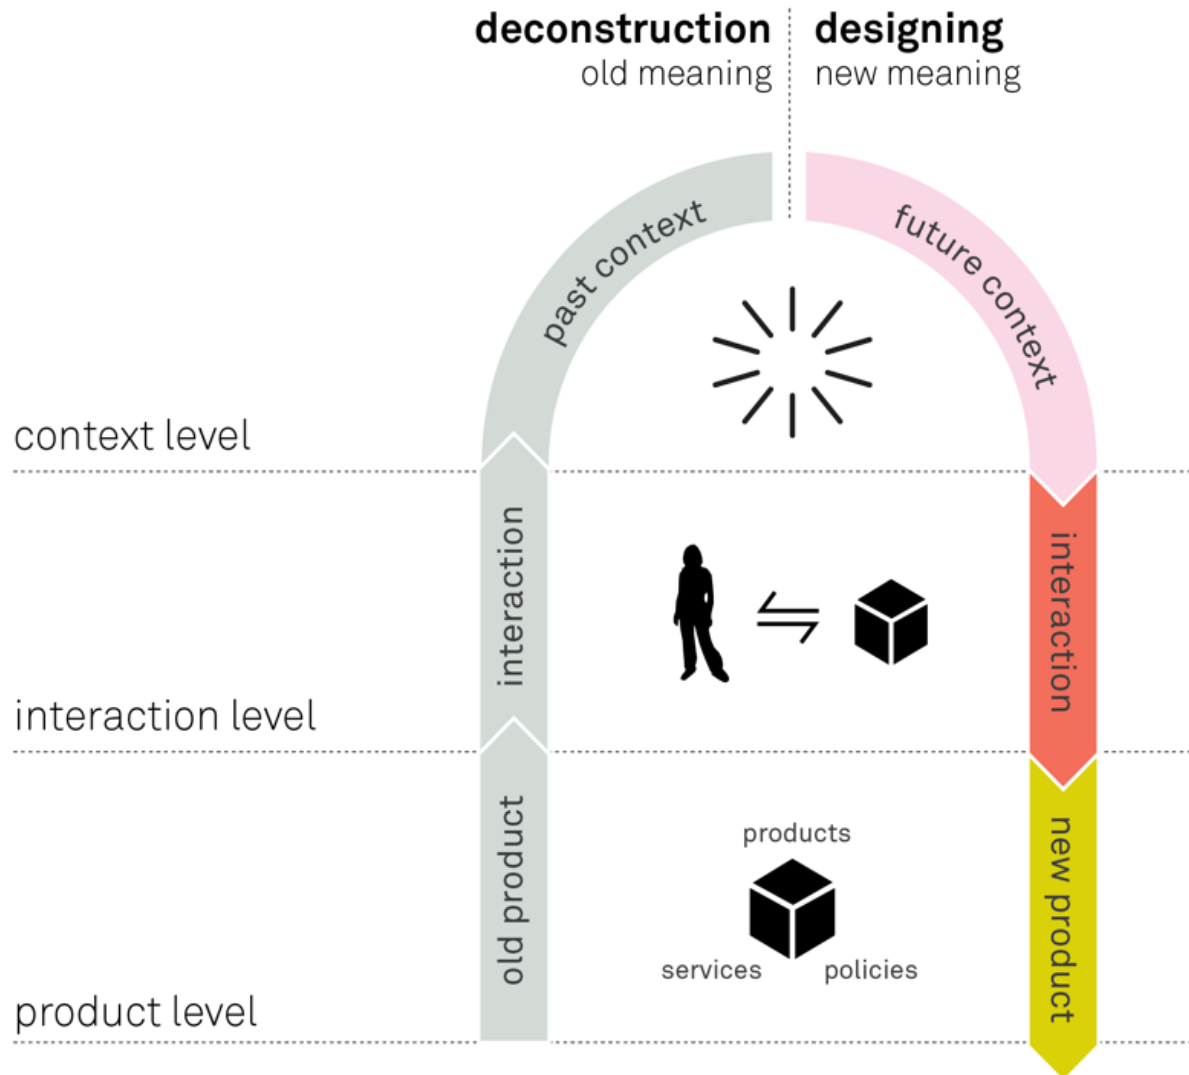 deconstruction
old meaning
designing
new meaning
past context
future context
context level
interaction
interaction
interaction level
old product
products
services
policies
new product
product level